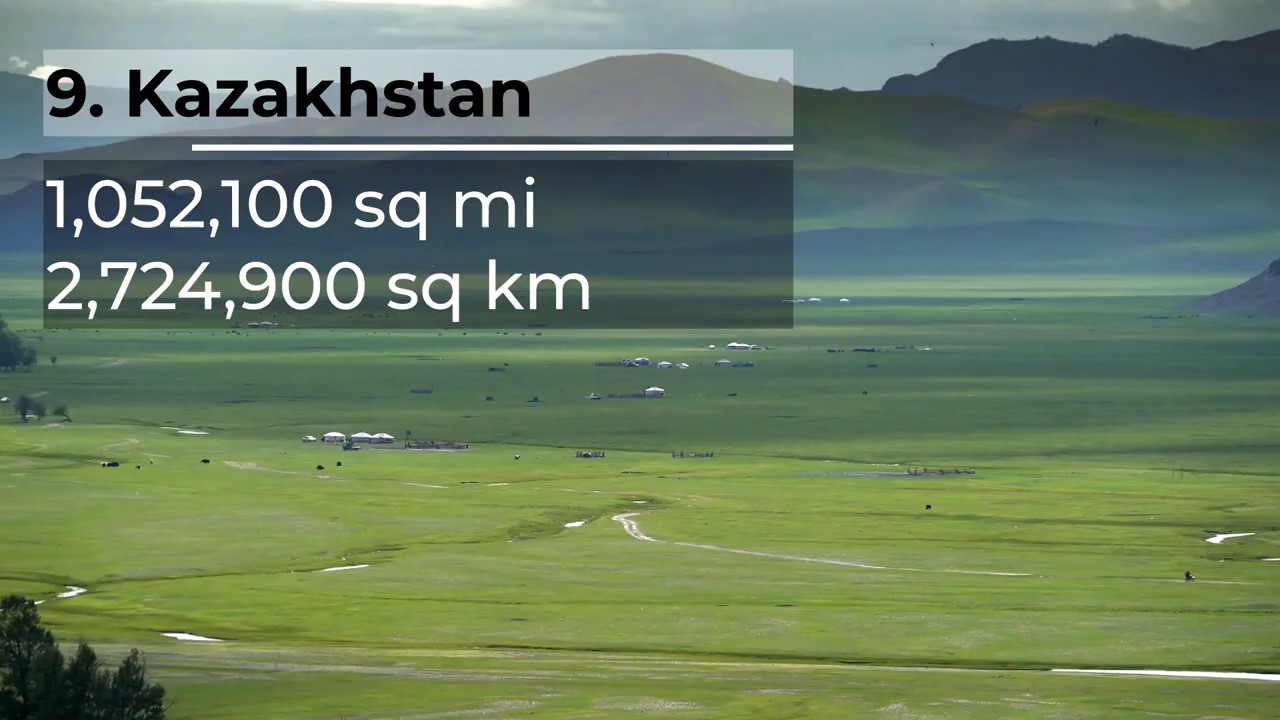 9. Kazakhstan
1,052,100 sq mi
2,724,900 sq km